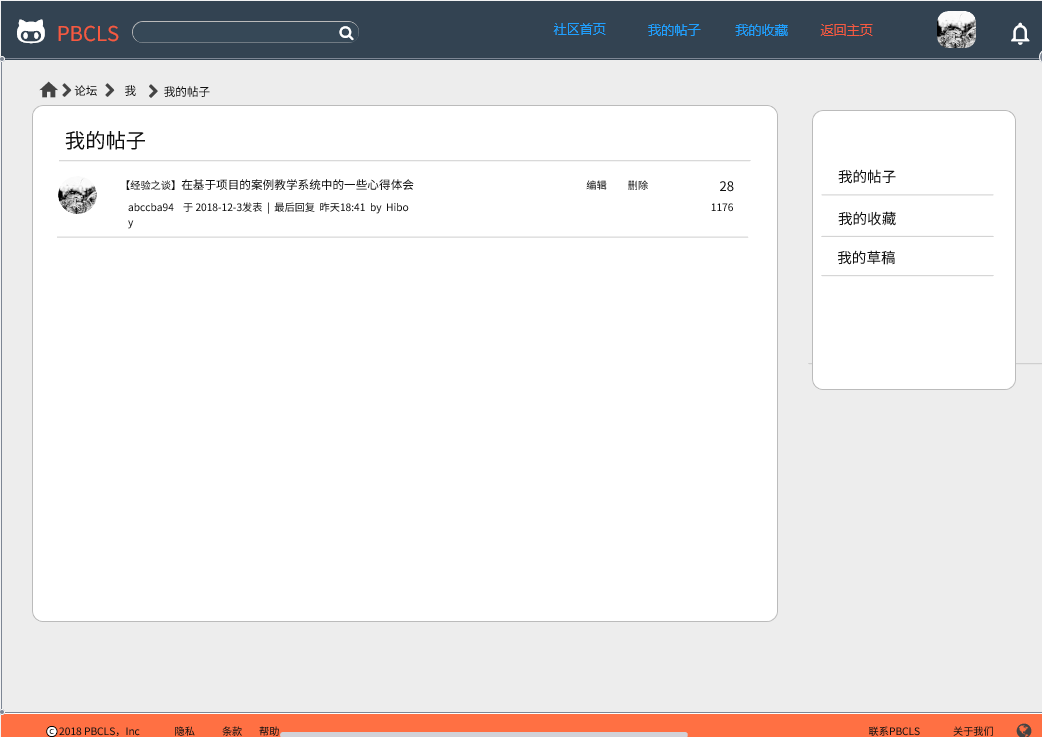 PBCLS 社区首页 我的帖子 我的收藏 返回主页
论坛 我 我的帖子
我的帖子
【经验之谈】在基于项目的案例教学系统中的一些心得体会 编辑 删除 28
abccba94 于 2018-12-3发表 | 最后回复 昨天18:41 by Hibo 1176
y
我的帖子
我的收藏
我的草稿
©2018 PBCLS，Inc 隐私 条款 帮助 联系PBCLS 关于我们